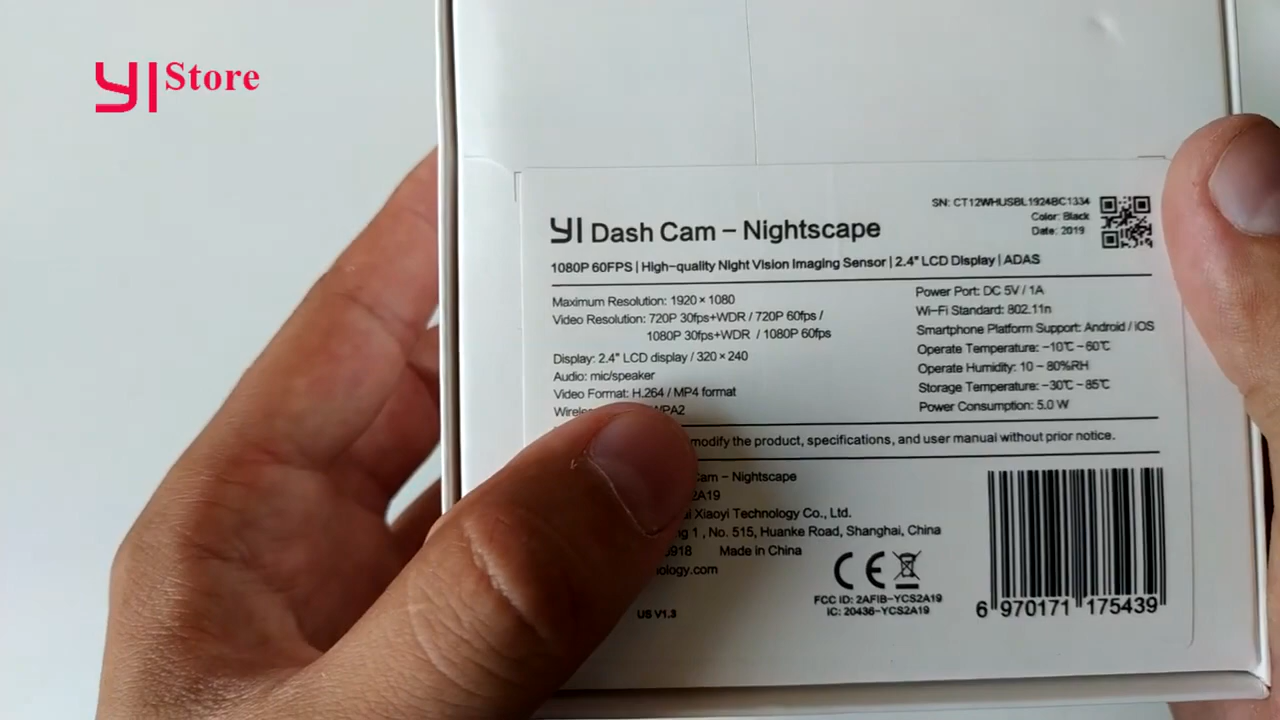 YI Store
SN: CT12WHUSBL1924BC1334
Color: Black
Date: 2019
YI Dash Cam – Nightscape
1080P 60FPS | High-quality Night Vision Imaging Sensor | 2.4" LCD Display | ADAS
Maximum Resolution: 1920 × 1080
Video Resolution: 720P 30fps+WDR / 720P 60fps /
1080P 30fps+WDR / 1080P 60fps
Display: 2.4" LCD display / 320 × 240
Audio: mic/speaker
Video Format: H.264 / MP4 format
WPA2
Power Port: DC 5V / 1A
Wi-Fi Standard: 802.11n
Smartphone Platform Support: Android / iOS
Operate Temperature: −10℃ – 60℃
Operate Humidity: 10 – 80%RH
Storage Temperature: −30℃ – 85℃
Power Consumption: 5.0 W
modify the product, specifications, and user manual without prior notice.
Cam – Nightscape
Xiaoyi Technology Co., Ltd.
1 , No. 515, Huanke Road, Shanghai, China
Made in China
CE
FCC ID: 2AFIB-YCS2A19
IC: 20436-YCS2A19
US V1.3
6 970171 175439